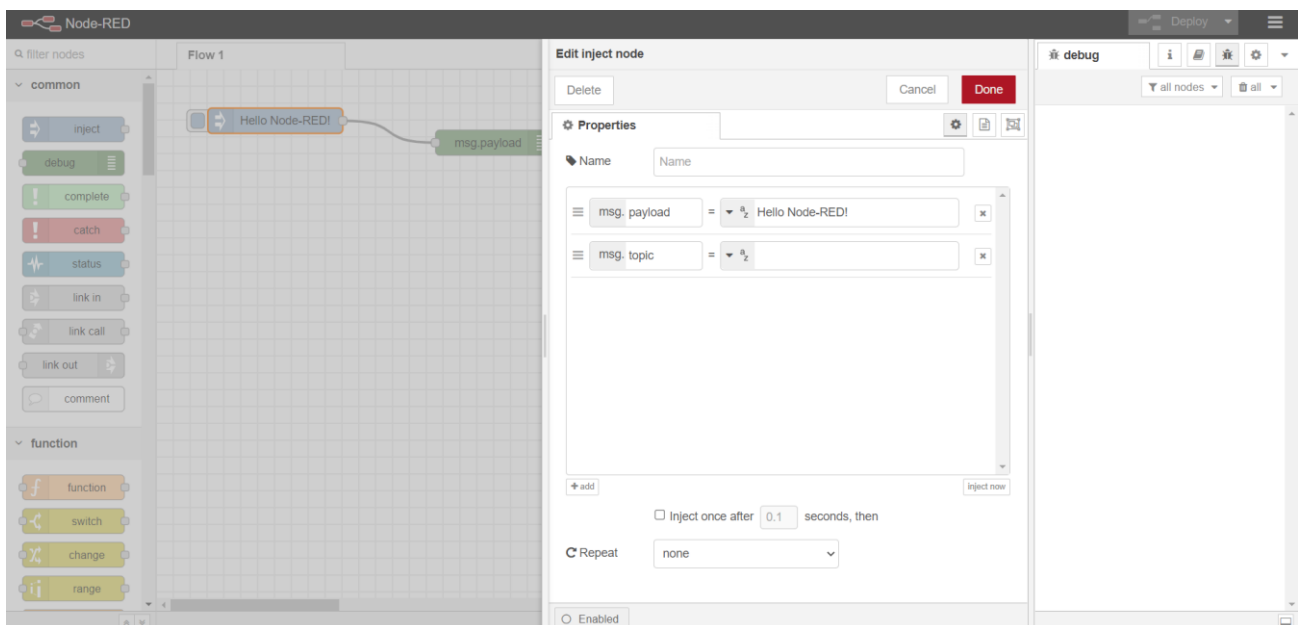 Node-RED
Deploy
filter nodes
Flow 1
Edit inject node
debug
i
common
Delete
Cancel
Done
all nodes
all
inject
Hello Node-RED!
Properties
debug
msg.payload
Name
Name
complete
catch
msg. payload = az Hello Node-RED!
status
msg. topic = az
link in
link call
link out
comment
function
function
+ add
inject now
switch
Inject once after 0.1 seconds, then
change
Repeat
none
range
Enabled